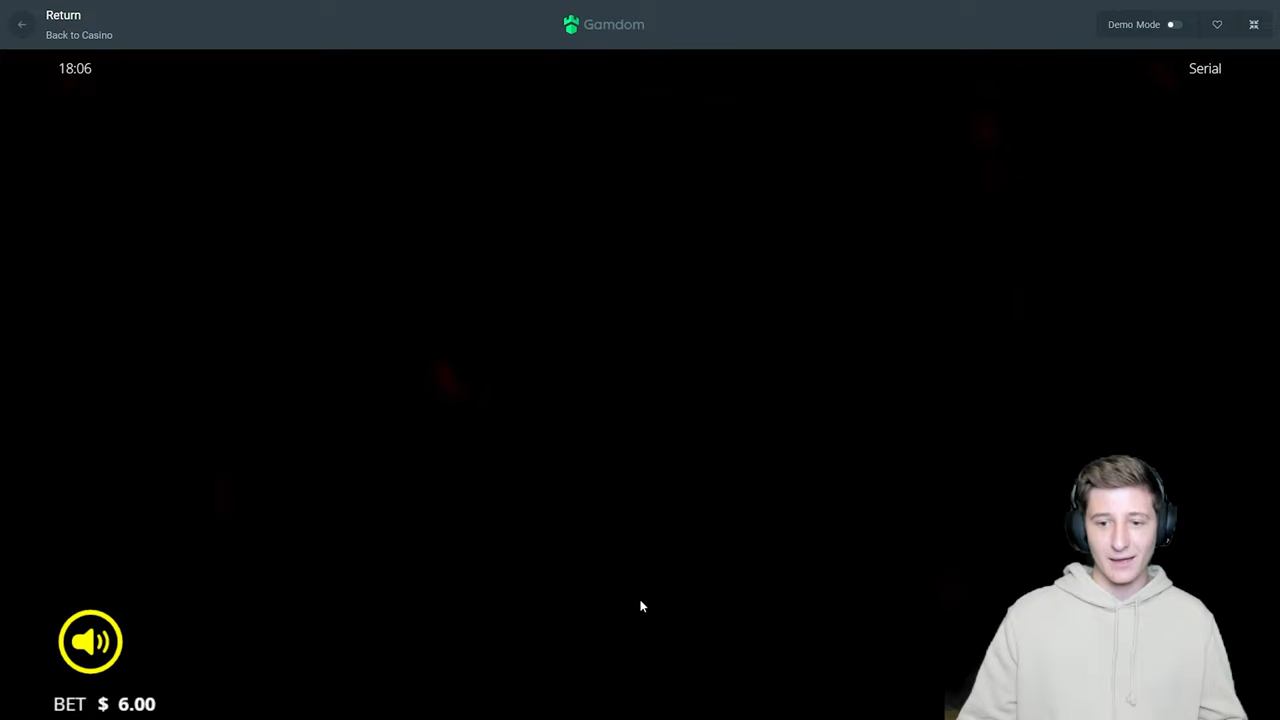 Return
Back to Casino
Gamdom
Demo Mode
18:06
Serial
BET $ 6.00